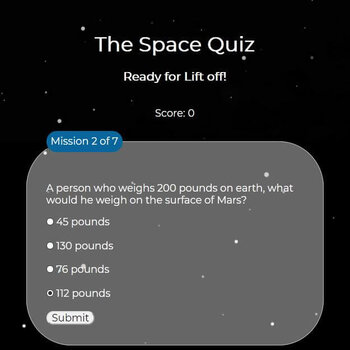 The Space Quiz
Ready for Lift off!
Score: 0
Mission 2 of 7
A person who weighs 200 pounds on earth, what
would he weigh on the surface of Mars?
45 pounds
130 pounds
76 pounds
112 pounds
Submit